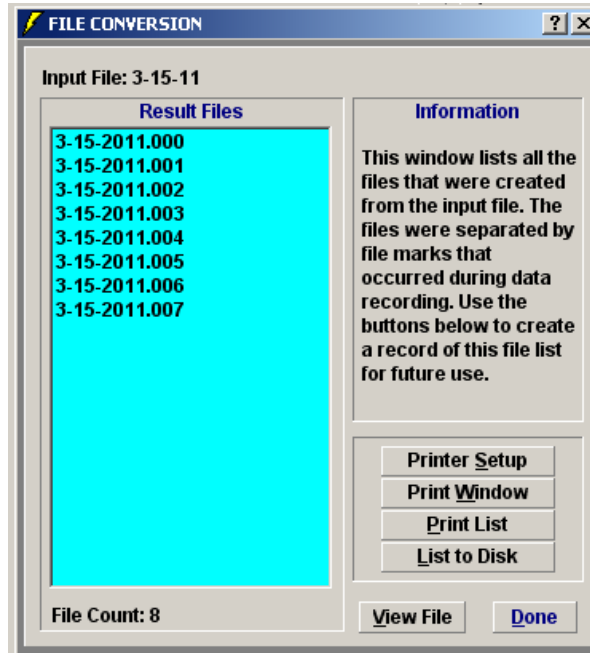 FILE CONVERSION
Input File: 3-15-11
Result Files
3-15-2011.000
3-15-2011.001
3-15-2011.002
3-15-2011.003
3-15-2011.004
3-15-2011.005
3-15-2011.006
3-15-2011.007
File Count: 8
Information
This window lists all the
files that were created
from the input file. The
files were separated by
file marks that
occurred during data
recording. Use the
buttons below to create
a record of this file list
for future use.
Printer Setup
Print Window
Print List
List to Disk
View File
Done